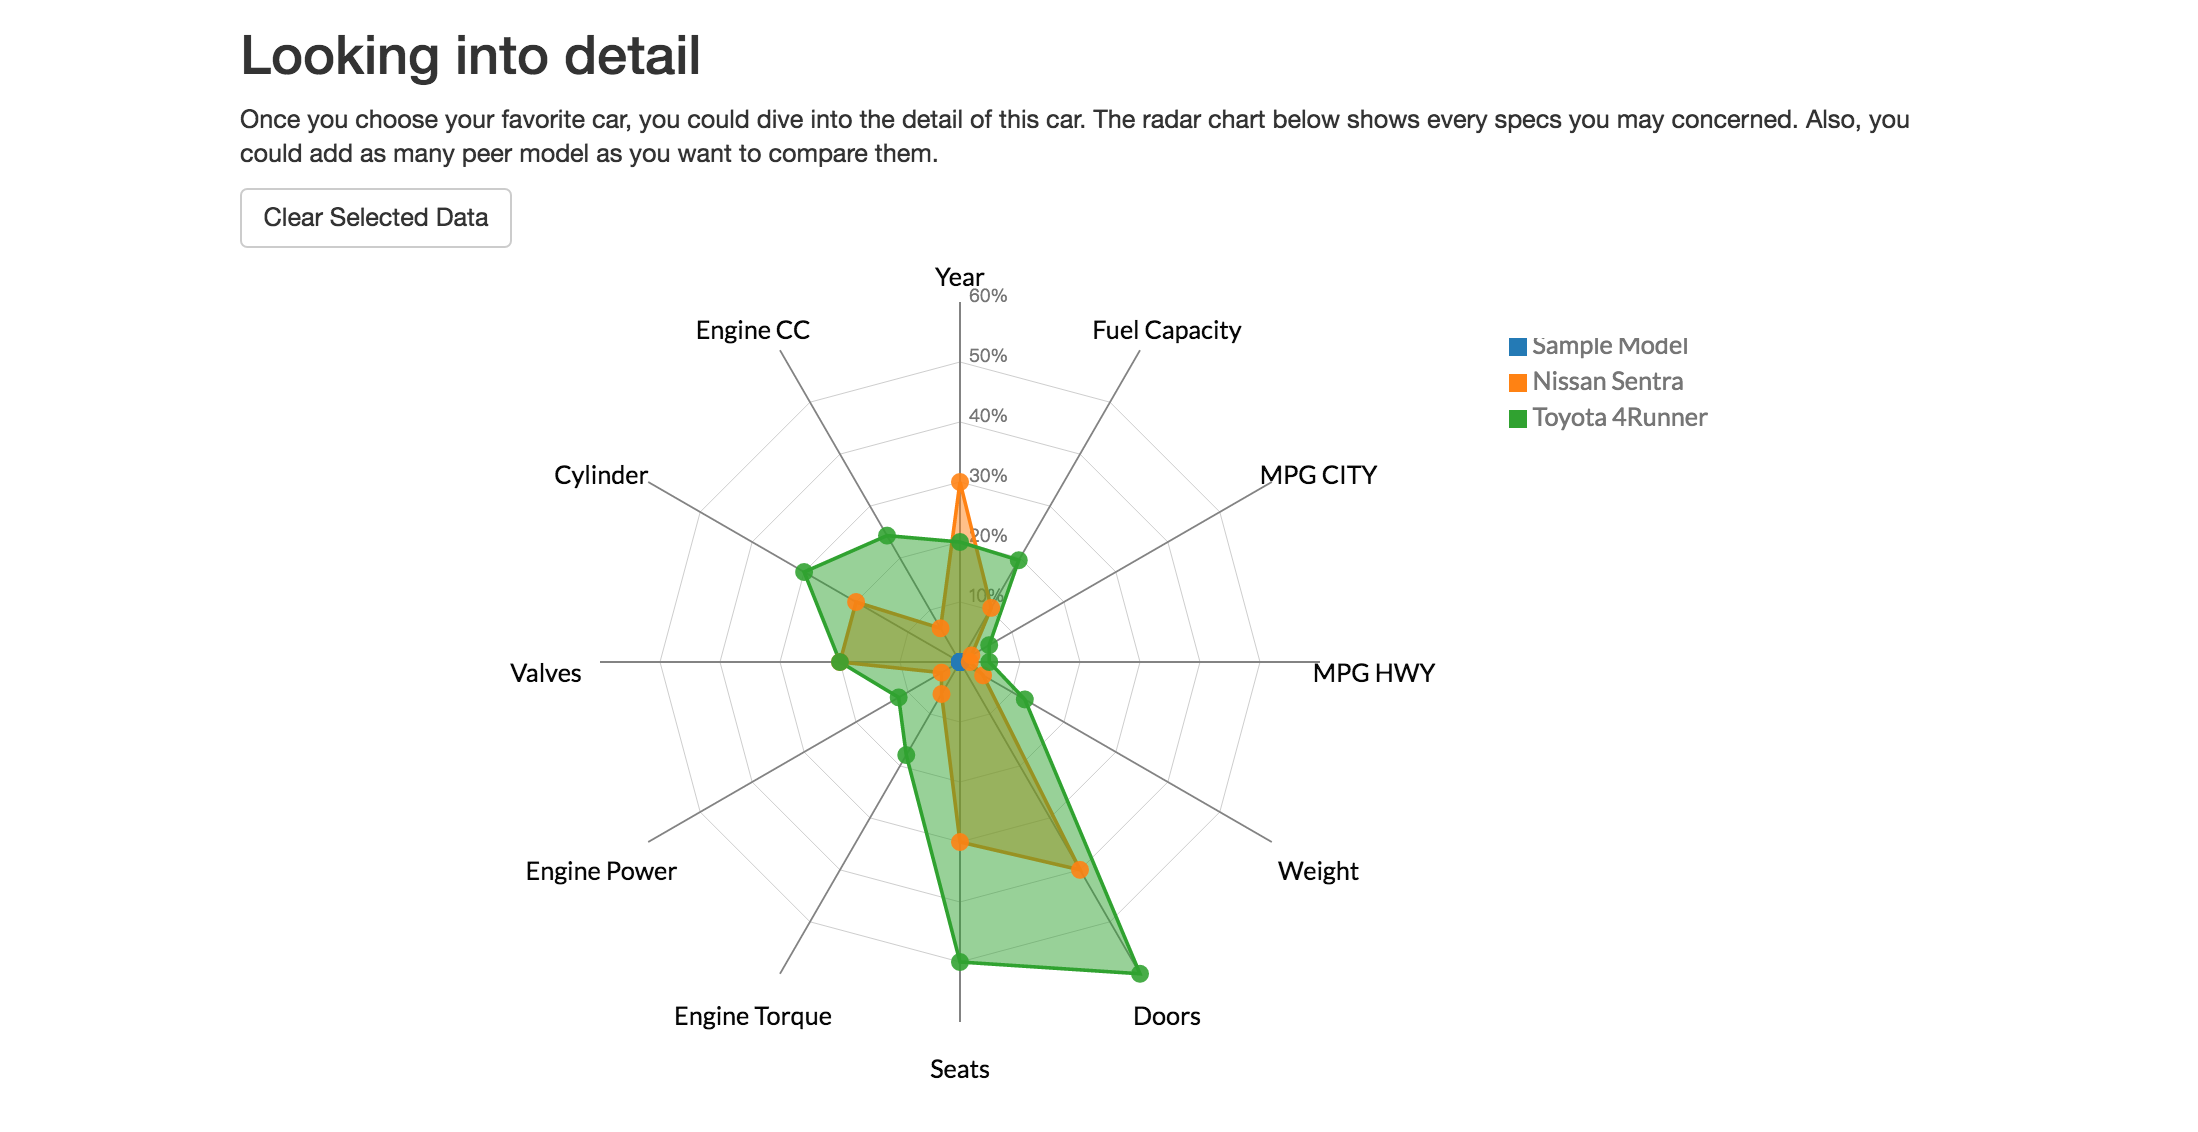 Looking into detail
Once you choose your favorite car, you could dive into the detail of this car. The radar chart below shows every specs you may concerned. Also, you
could add as many peer model as you want to compare them.
Clear Selected Data
Year
60%
Engine CC
Fuel Capacity
Sample Model
50%
Nissan Sentra
40%
Toyota 4Runner
Cylinder
30%
MPG CITY
20%
10%
Valves
MPG HWY
Engine Power
Weight
Engine Torque
Doors
Seats